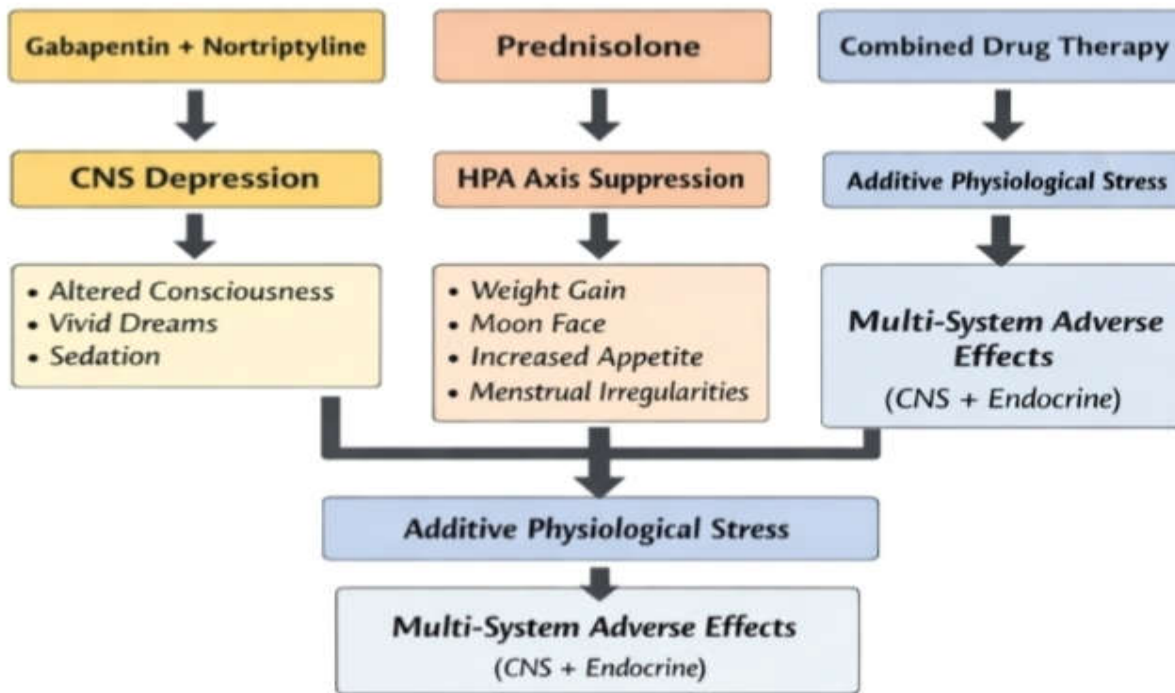 Gabapentin + Nortriptyline
Prednisolone
Combined Drug Therapy
CNS Depression
HPA Axis Suppression
Additive Physiological Stress
• Altered Consciousness
• Vivid Dreams
• Sedation
• Weight Gain
• Moon Face
• Increased Appetite
• Menstrual Irregularities
Multi-System Adverse
Effects
(CNS + Endocrine)
Additive Physiological Stress
Multi-System Adverse Effects
(CNS + Endocrine)